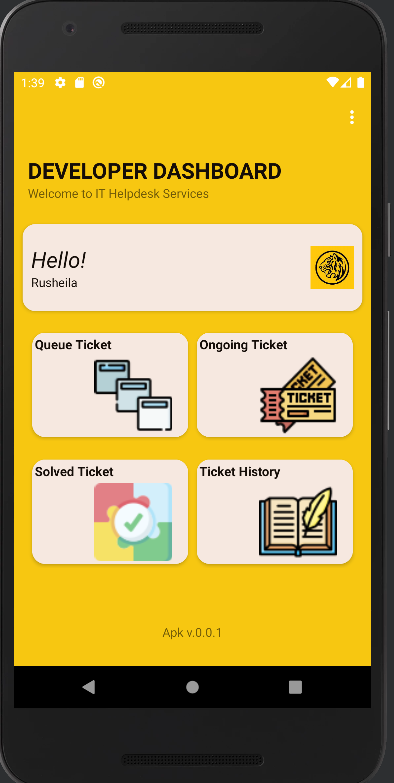 1:39
DEVELOPER DASHBOARD
Welcome to IT Helpdesk Services
Hello!
Rusheila
Queue Ticket
Ongoing Ticket
TICKET
TICKET
Solved Ticket
Ticket History
Apk v.0.0.1